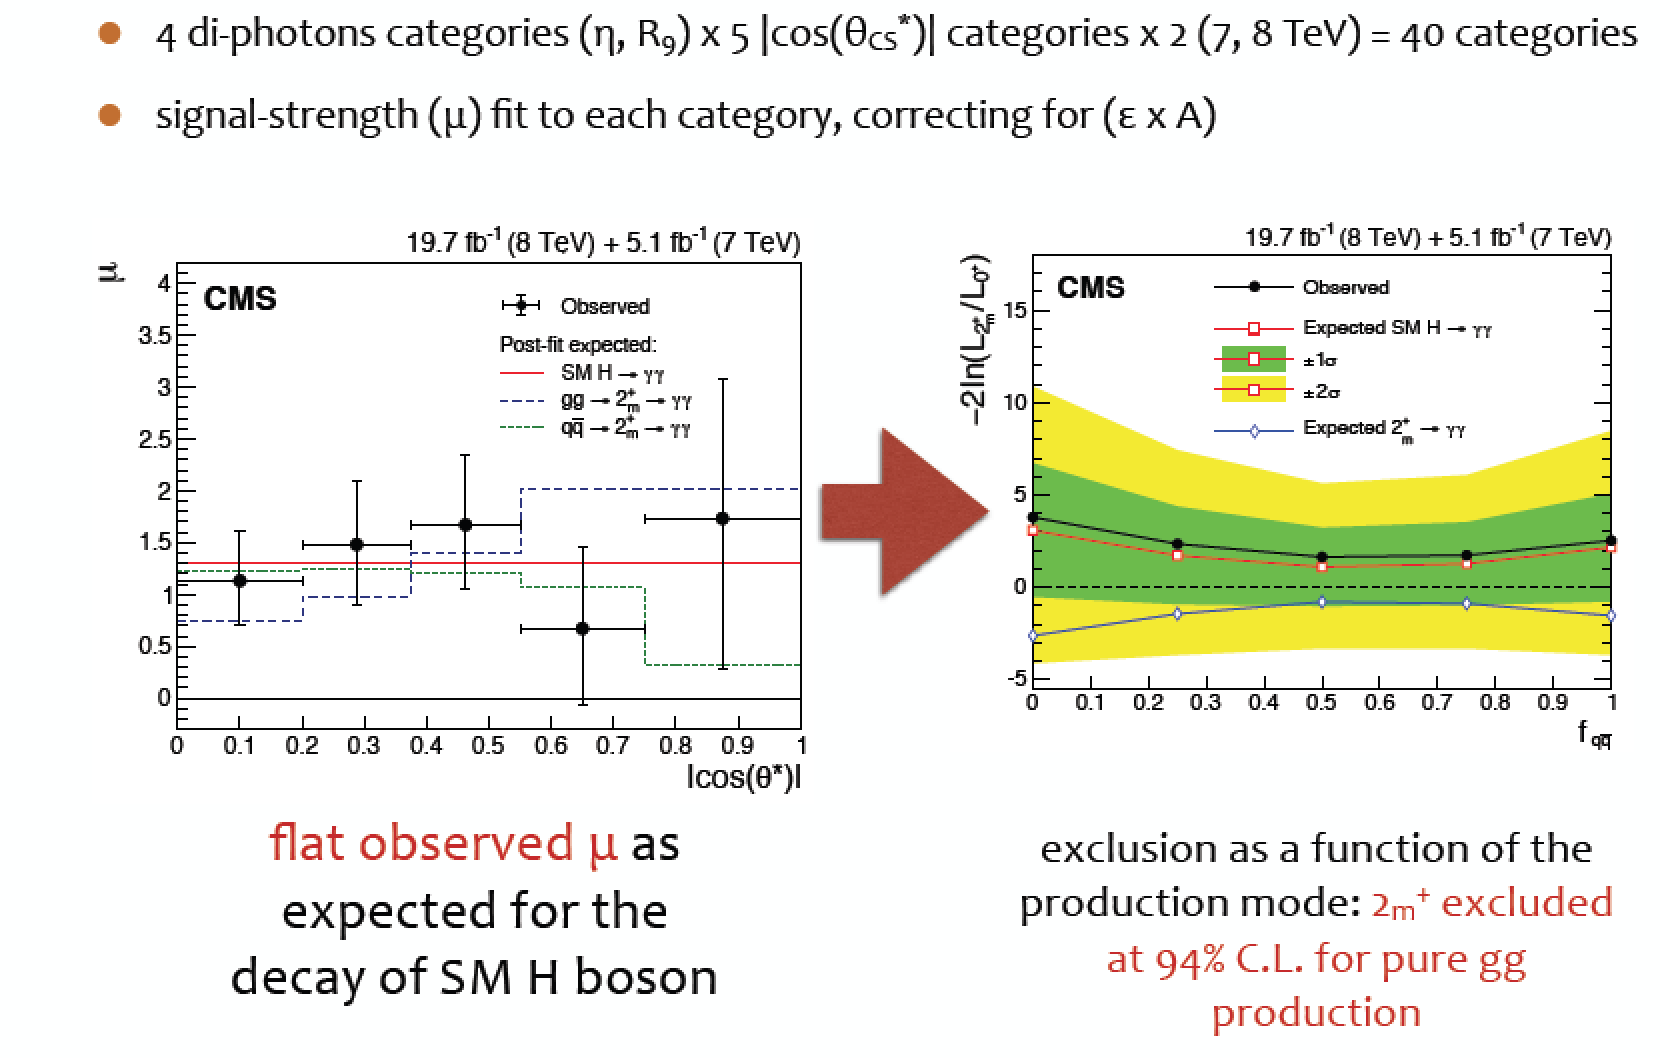 4 di-photons categories (η, R₉) x 5 |cos(θCS*)| categories x 2 (7, 8 TeV) = 40 categories
signal-strength (μ) fit to each category, correcting for (ε x A)
19.7 fb⁻¹ (8 TeV) + 5.1 fb⁻¹ (7 TeV)
μ
CMS
Observed
Post-fit expected:
SM H → γγ
gg → 2⁺m → γγ
qq̅ → 2⁺m → γγ
4
3.5
3
2.5
2
1.5
1
0.5
0
0 0.1 0.2 0.3 0.4 0.5 0.6 0.7 0.8 0.9 1
|cos(θ*)|
19.7 fb⁻¹ (8 TeV) + 5.1 fb⁻¹ (7 TeV)
−2ln(L2⁺m/L0⁺)
CMS
Observed
Expected SM H → γγ
±1σ
±2σ
Expected 2⁺m → γγ
15
10
5
0
-5
0 0.1 0.2 0.3 0.4 0.5 0.6 0.7 0.8 0.9 1
f qq̅
flat observed μ as
expected for the
decay of SM H boson
exclusion as a function of the
production mode: 2m⁺ excluded
at 94% C.L. for pure gg
production